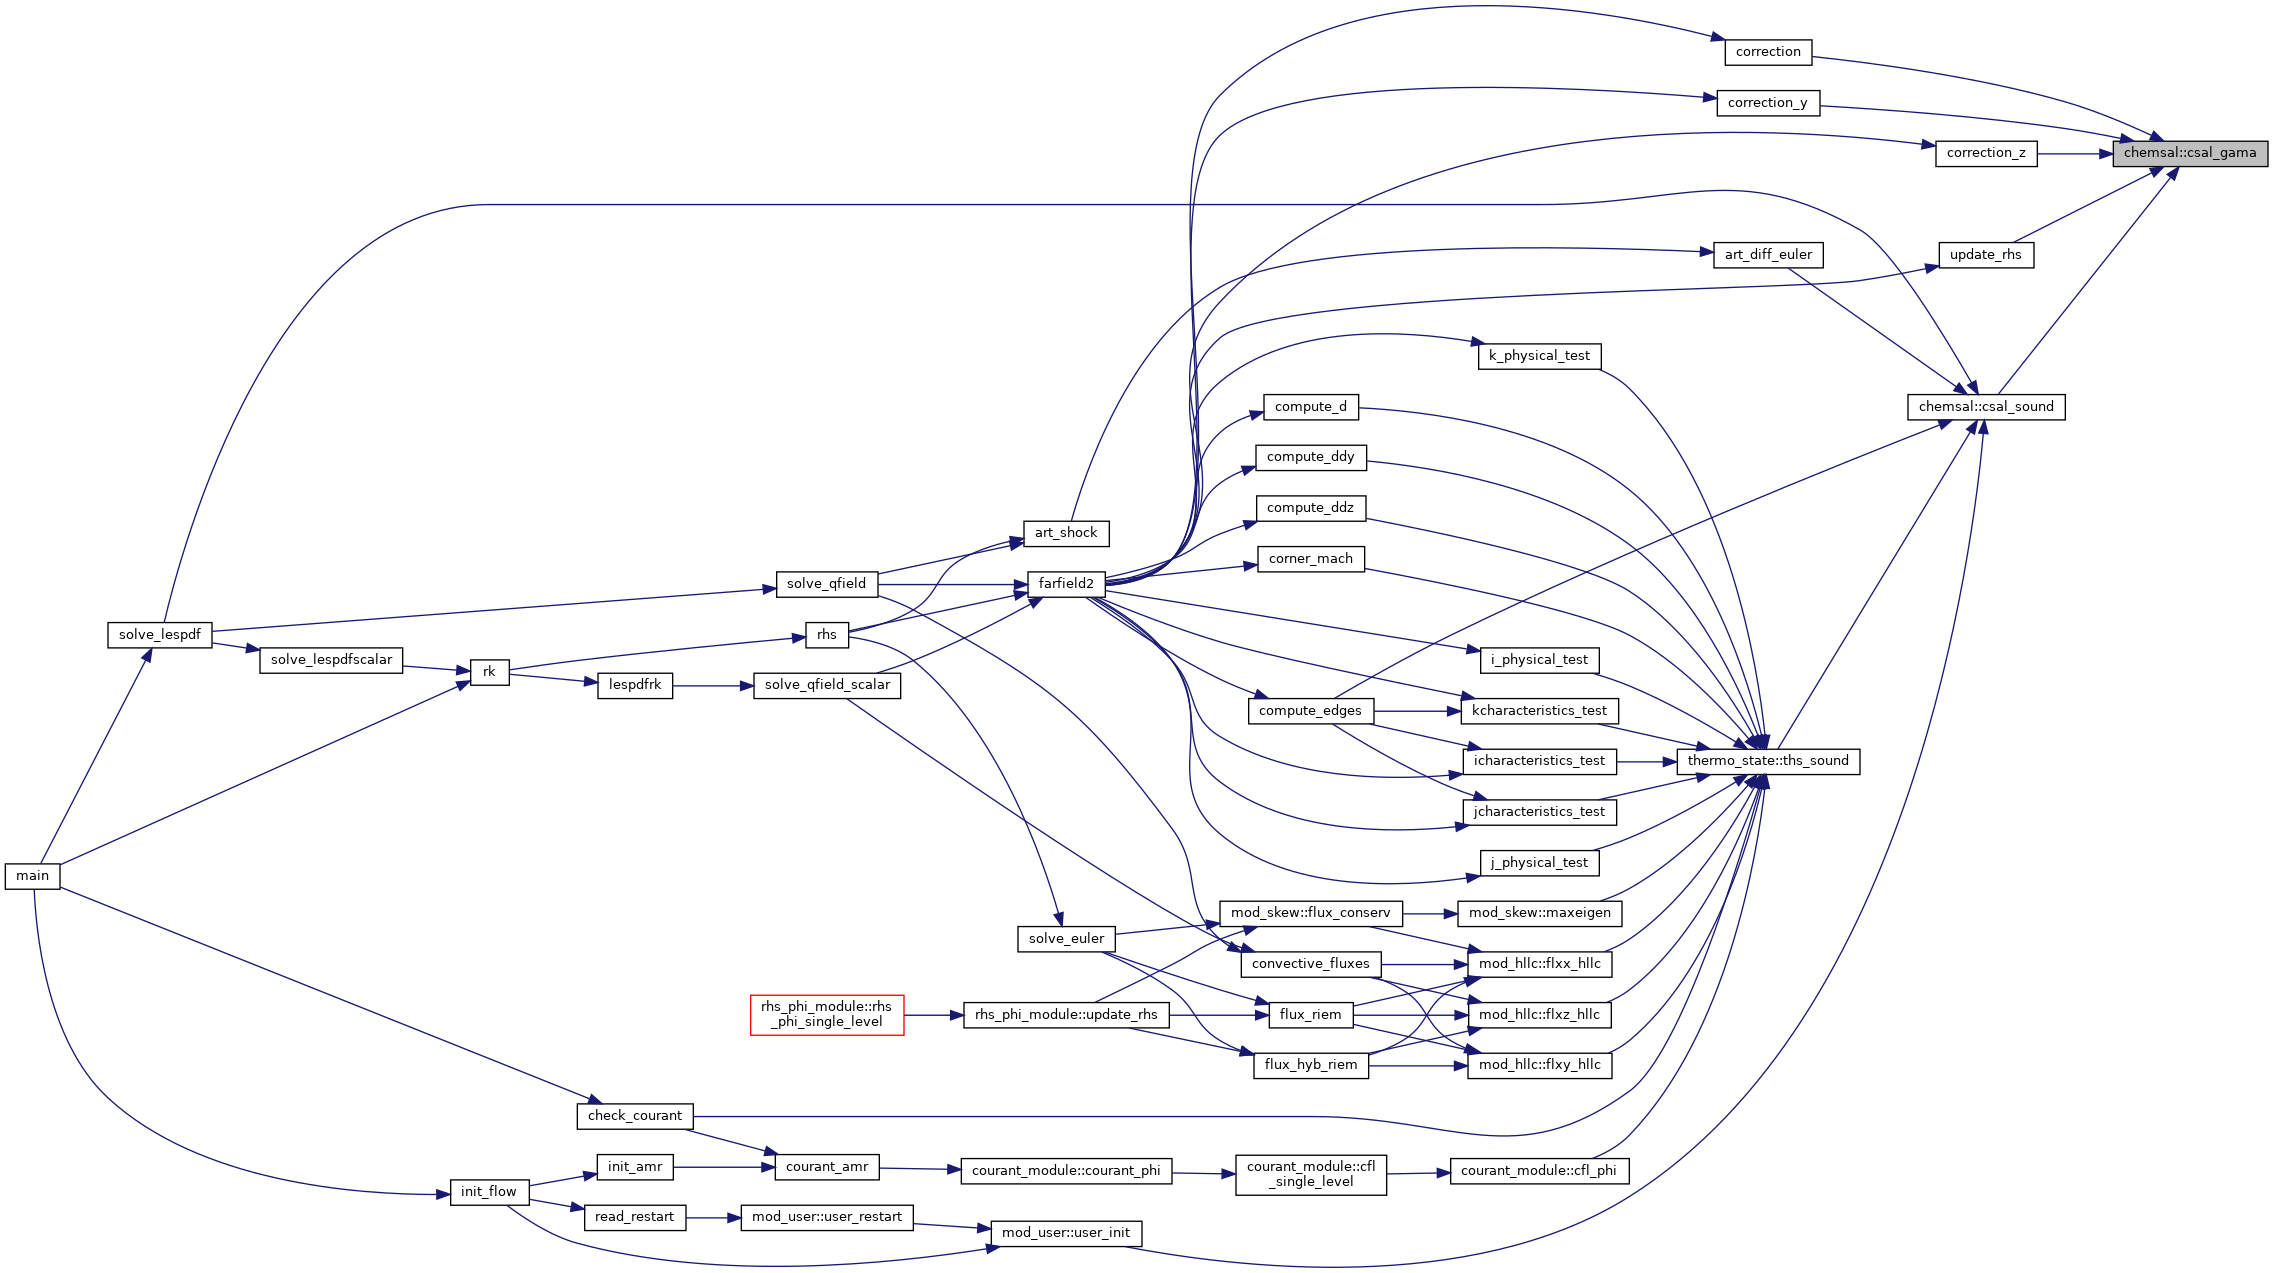 correction
correction_y
chemsal::csal_gama
correction_z
art_diff_euler
update_rhs
k_physical_test
compute_d
chemsal::csal_sound
compute_ddy
compute_ddz
art_shock
corner_mach
solve_qfield
farfield2
solve_lespdf
rhs
solve_lespdfscalar
i_physical_test
rk
lespdfrk
solve_qfield_scalar
compute_edges
kcharacteristics_test
icharacteristics_test
thermo_state::ths_sound
jcharacteristics_test
j_physical_test
main
mod_skew::flux_conserv
mod_skew::maxeigen
solve_euler
convective_fluxes
mod_hllc::flxx_hllc
rhs_phi_module::rhs
_phi_single_level
rhs_phi_module::update_rhs
flux_riem
mod_hllc::flxz_hllc
flux_hyb_riem
mod_hllc::flxy_hllc
check_courant
init_amr
courant_amr
courant_module::courant_phi
courant_module::cfl
_single_level
courant_module::cfl_phi
init_flow
read_restart
mod_user::user_restart
mod_user::user_init